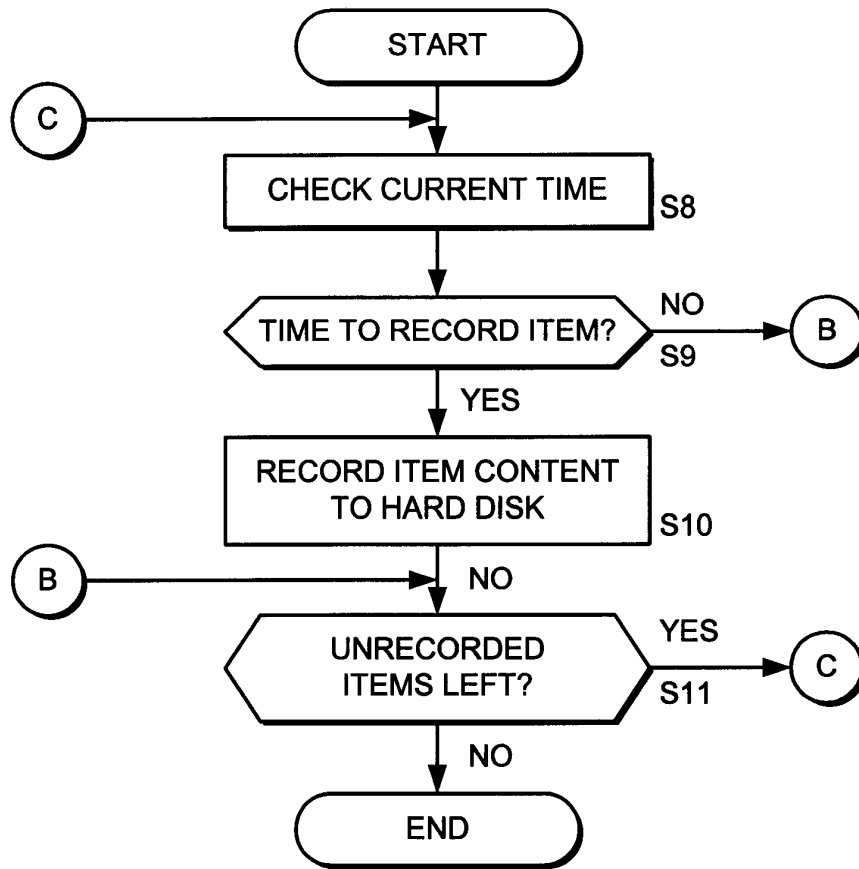 START
C
CHECK CURRENT TIME
S8
TIME TO RECORD ITEM?
NO
S9
B
YES
RECORD ITEM CONTENT
TO HARD DISK
S10
B
NO
UNRECORDED
ITEMS LEFT?
YES
S11
C
NO
END